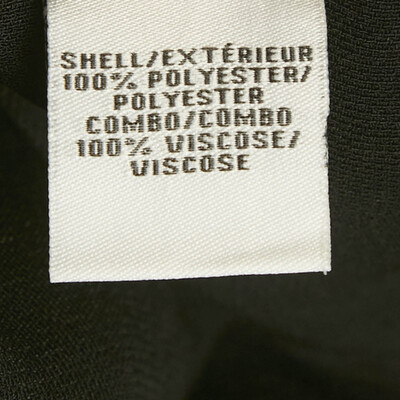 SHELL/EXTÉRIEUR
100% POLYESTER/
POLYESTER
COMBO/COMBO
100% VISCOSE/
VISCOSE